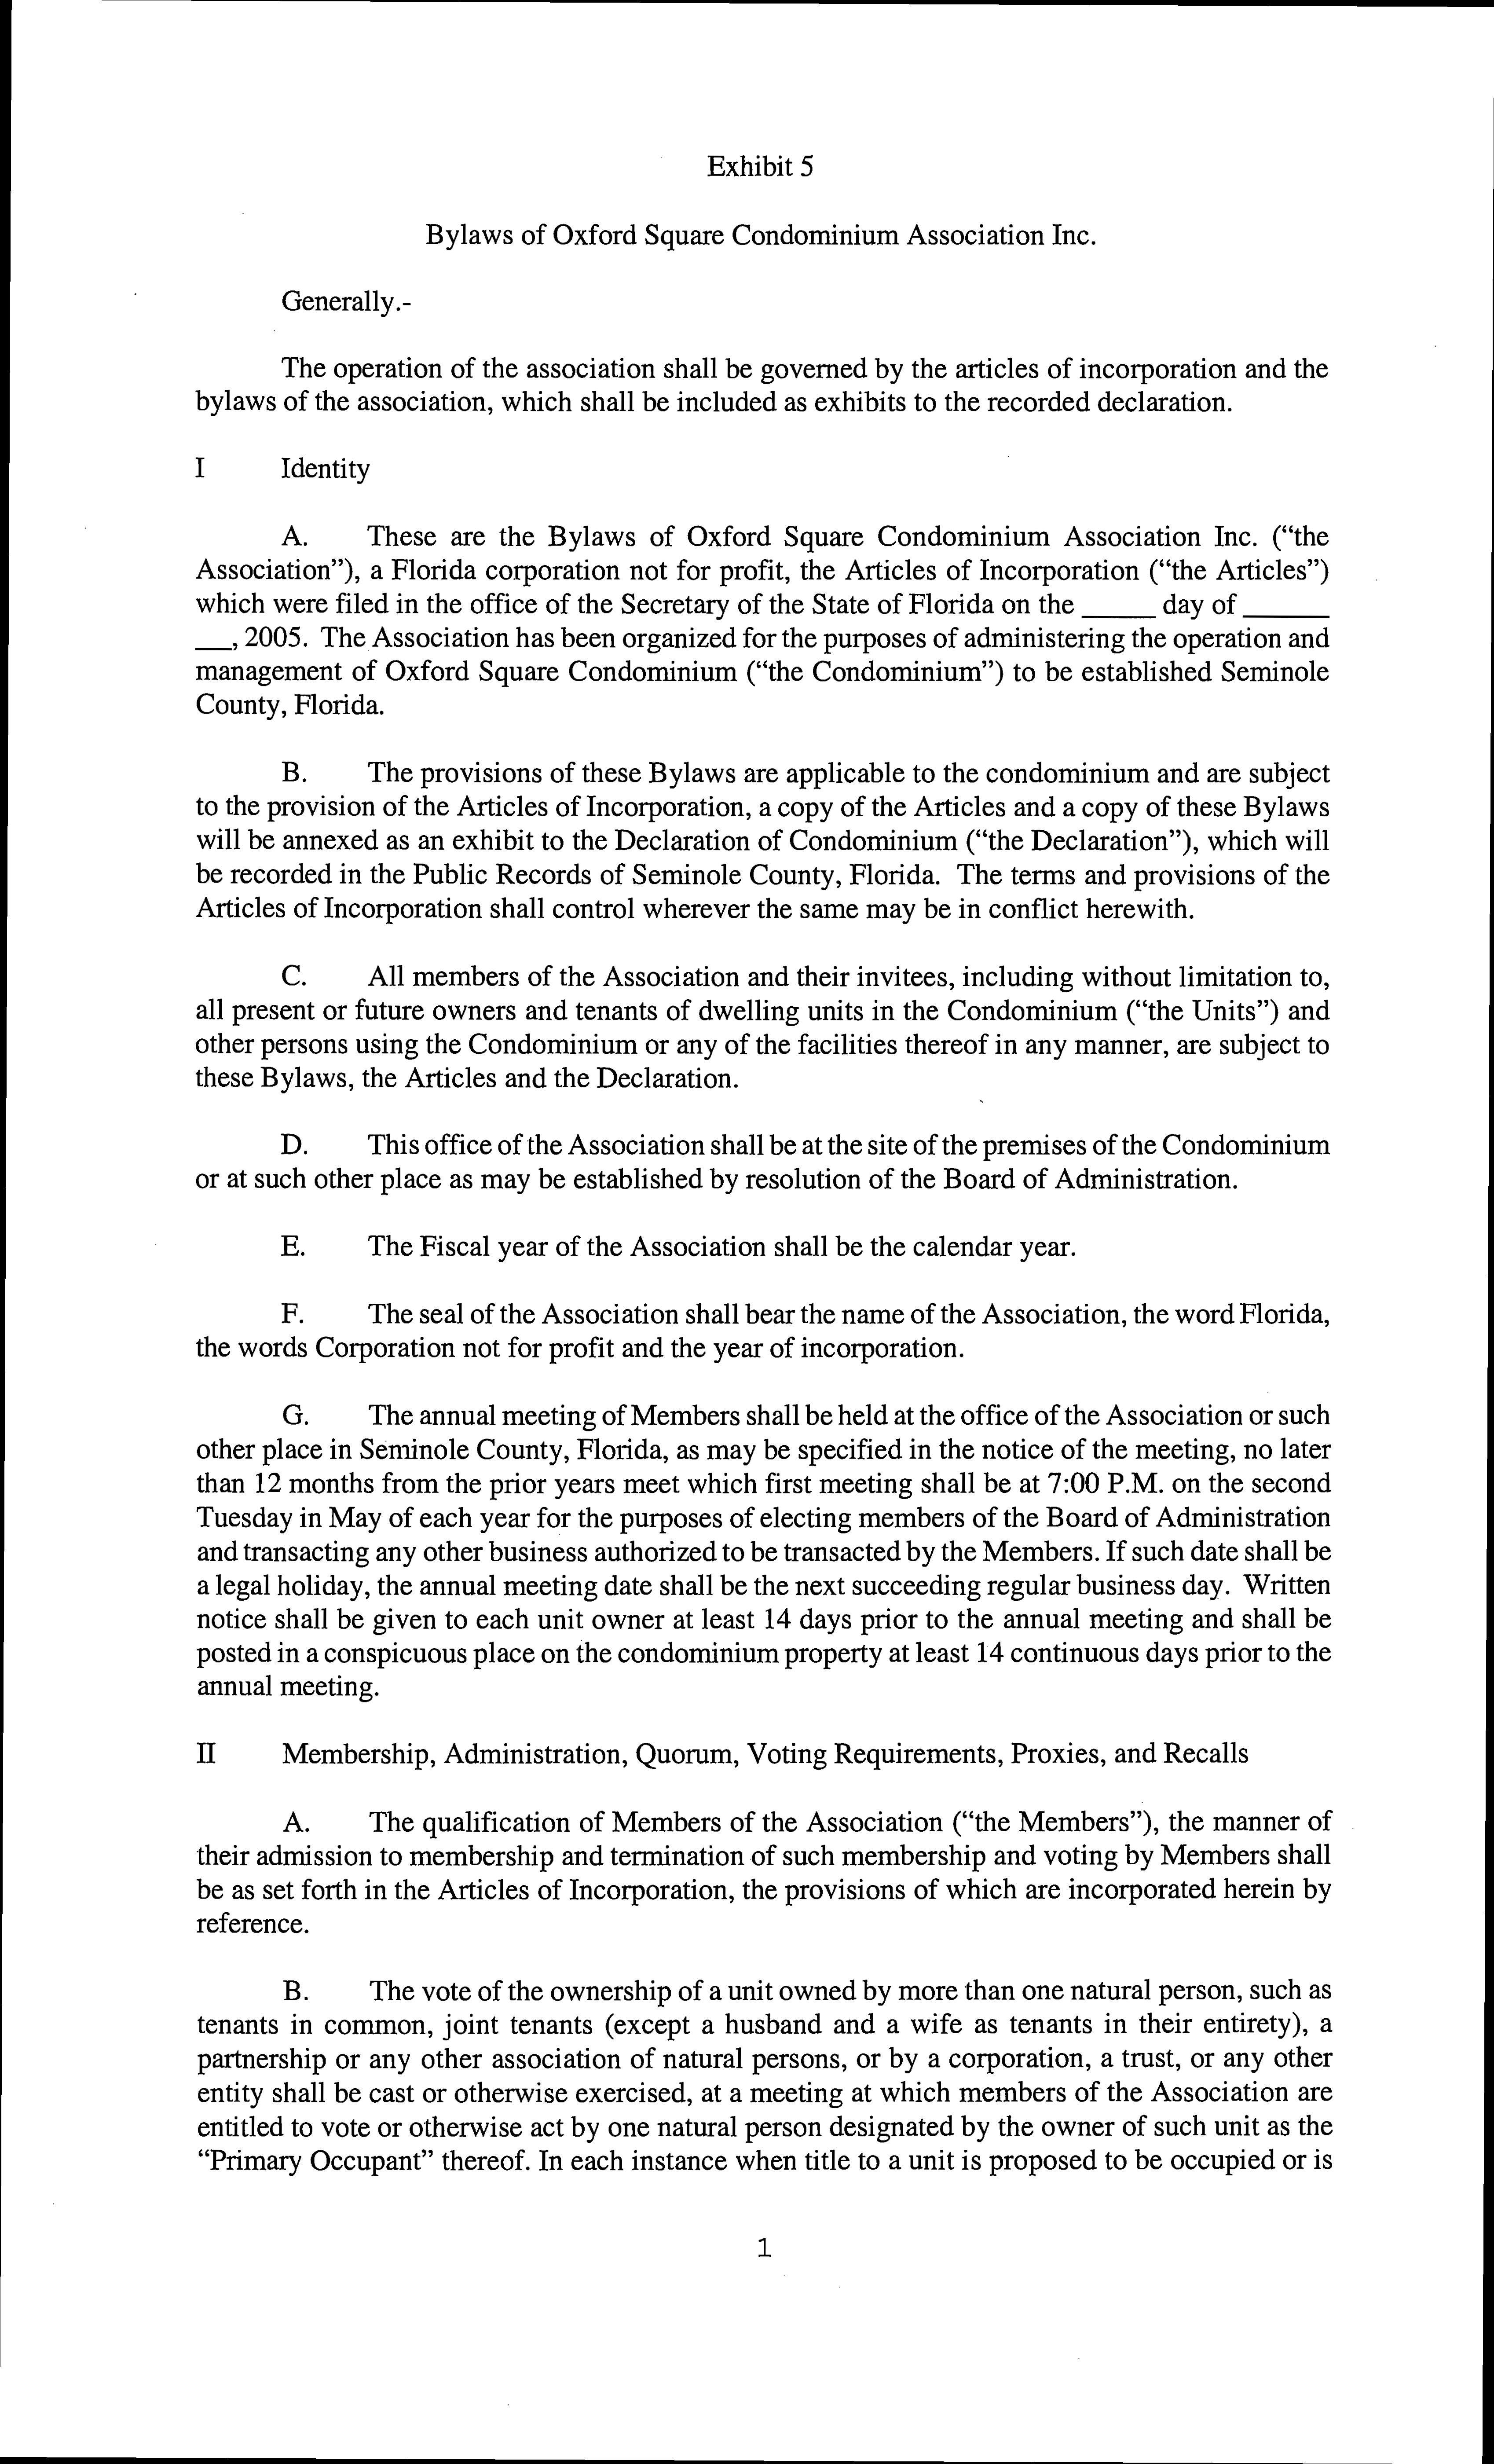 Exhibit 5
Bylaws of Oxford Square Condominium Association Inc.
Generally.-
The operation of the association shall be governed by the articles of incorporation and the
bylaws of the association, which shall be included as exhibits to the recorded declaration.
I Identity
A. These are the Bylaws of Oxford Square Condominium Association Inc. (“the
Association”), a Florida corporation not for profit, the Articles of Incorporation (“the Articles”)
which were filed in the office of the Secretary of the State of Florida on the _____ day of ______
__, 2005. The Association has been organized for the purposes of administering the operation and
management of Oxford Square Condominium (“the Condominium”) to be established Seminole
County, Florida.
B. The provisions of these Bylaws are applicable to the condominium and are subject
to the provision of the Articles of Incorporation, a copy of the Articles and a copy of these Bylaws
will be annexed as an exhibit to the Declaration of Condominium (“the Declaration”), which will
be recorded in the Public Records of Seminole County, Florida. The terms and provisions of the
Articles of Incorporation shall control wherever the same may be in conflict herewith.
C. All members of the Association and their invitees, including without limitation to,
all present or future owners and tenants of dwelling units in the Condominium (“the Units”) and
other persons using the Condominium or any of the facilities thereof in any manner, are subject to
these Bylaws, the Articles and the Declaration.
D. This office of the Association shall be at the site of the premises of the Condominium
or at such other place as may be established by resolution of the Board of Administration.
E. The Fiscal year of the Association shall be the calendar year.
F. The seal of the Association shall bear the name of the Association, the word Florida,
the words Corporation not for profit and the year of incorporation.
G. The annual meeting of Members shall be held at the office of the Association or such
other place in Seminole County, Florida, as may be specified in the notice of the meeting, no later
than 12 months from the prior years meet which first meeting shall be at 7:00 P.M. on the second
Tuesday in May of each year for the purposes of electing members of the Board of Administration
and transacting any other business authorized to be transacted by the Members. If such date shall be
a legal holiday, the annual meeting date shall be the next succeeding regular business day. Written
notice shall be given to each unit owner at least 14 days prior to the annual meeting and shall be
posted in a conspicuous place on the condominium property at least 14 continuous days prior to the
annual meeting.
II Membership, Administration, Quorum, Voting Requirements, Proxies, and Recalls
A. The qualification of Members of the Association (“the Members”), the manner of
their admission to membership and termination of such membership and voting by Members shall
be as set forth in the Articles of Incorporation, the provisions of which are incorporated herein by
reference.
B. The vote of the ownership of a unit owned by more than one natural person, such as
tenants in common, joint tenants (except a husband and a wife as tenants in their entirety), a
partnership or any other association of natural persons, or by a corporation, a trust, or any other
entity shall be cast or otherwise exercised, at a meeting at which members of the Association are
entitled to vote or otherwise act by one natural person designated by the owner of such unit as the
“Primary Occupant” thereof. In each instance when title to a unit is proposed to be occupied or is
1